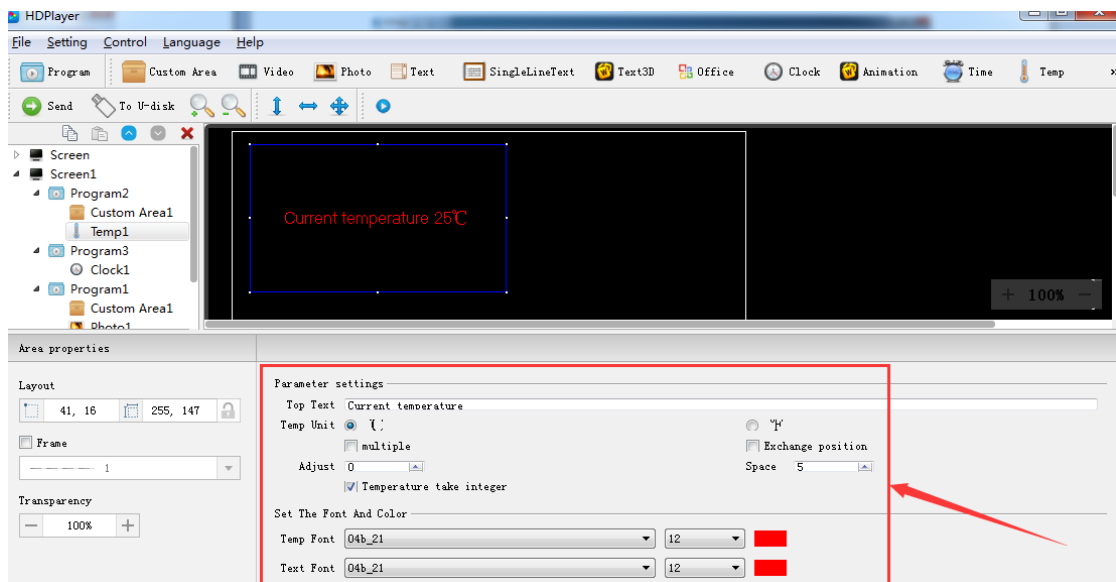 HDPlayer
File Setting Control Language Help
Program Custom Area Video Photo Text SingleLineText Text3D Office Clock Animation Time Temp
Send To U-disk
Screen
Screen1
Program2
Custom Area1
Temp1
Program3
Clock1
Program1
Custom Area1
Photo1
Current temperature 25℃
+ 100% −
Area properties
Layout
41, 16 255, 147
Frame
1
Transparency
— 100% +
Parameter settings
Top Text Current temperature
Temp Unit ℃ ℉
multiple Exchange position
Adjust 0 Space 5
Temperature take integer
Set The Font And Color
Temp Font 04b_21 12
Text Font 04b_21 12